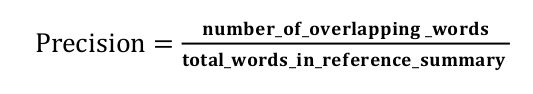 Precision = number_of_overlapping _words
total_words_in_reference_summary